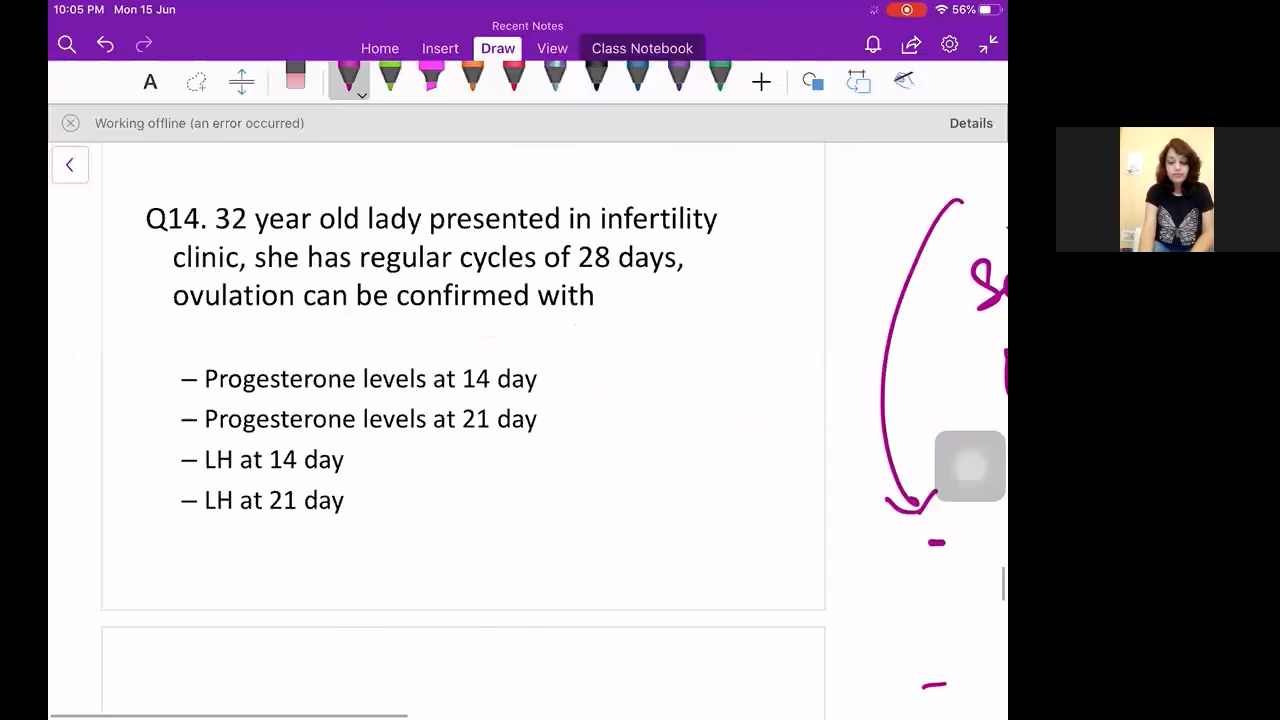 10:05 PM Mon 15 Jun
56%
Recent Notes
Home Insert Draw View Class Notebook
A
Working offline (an error occurred)
Details
Q14. 32 year old lady presented in infertility
clinic, she has regular cycles of 28 days,
ovulation can be confirmed with
– Progesterone levels at 14 day
– Progesterone levels at 21 day
– LH at 14 day
– LH at 21 day